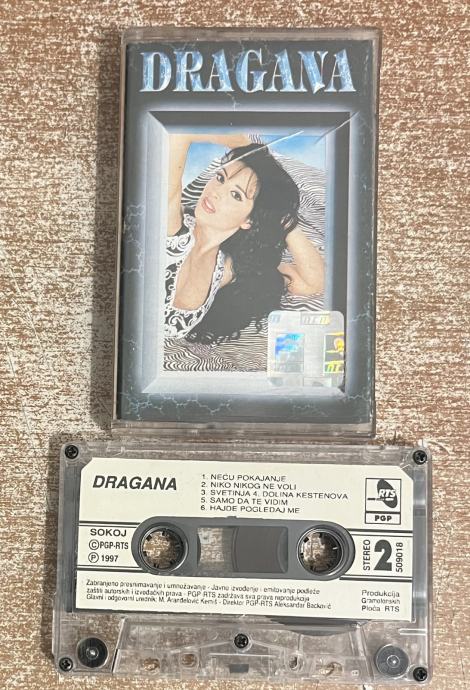 DRAGANA
DRAGANA
1. NEĆU POKAJANJE
2. NIKO NIKOG NE VOLI
3. SVETINJA 4. DOLINA KESTENOVA
5. SAMO DA TE VIDIM
6. HAJDE POGLEDAJ ME
RTS
PGP
SOKOJ
©PGP-RTS
℗ 1997
STEREO
2
509018
Zabranjeno presnimavanje i umnožavanje - Javno izvođenje i emitovanje podleže
zaštiti autorskih i izvođačkih prava - PGP RTS zadržava sva prava reprodukcije
Glavni i odgovorni urednik: M. Aranđelović Kemiš - Direktor PGP-RTS Aleksandar Backović
Produkcija
Gramofonskih
Ploča RTS